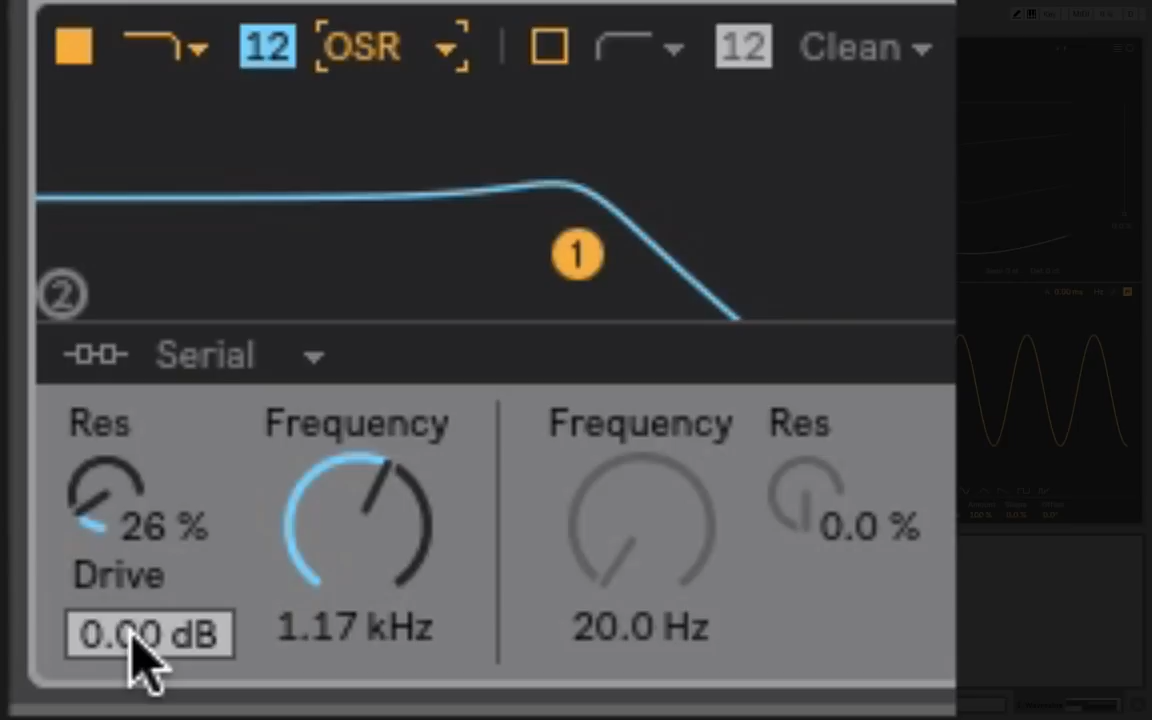 12 OSR 12 Clean
1
2
Serial
Res Frequency Frequency Res
26 % 0.0 %
Drive
0.00 dB 1.17 kHz 20.0 Hz